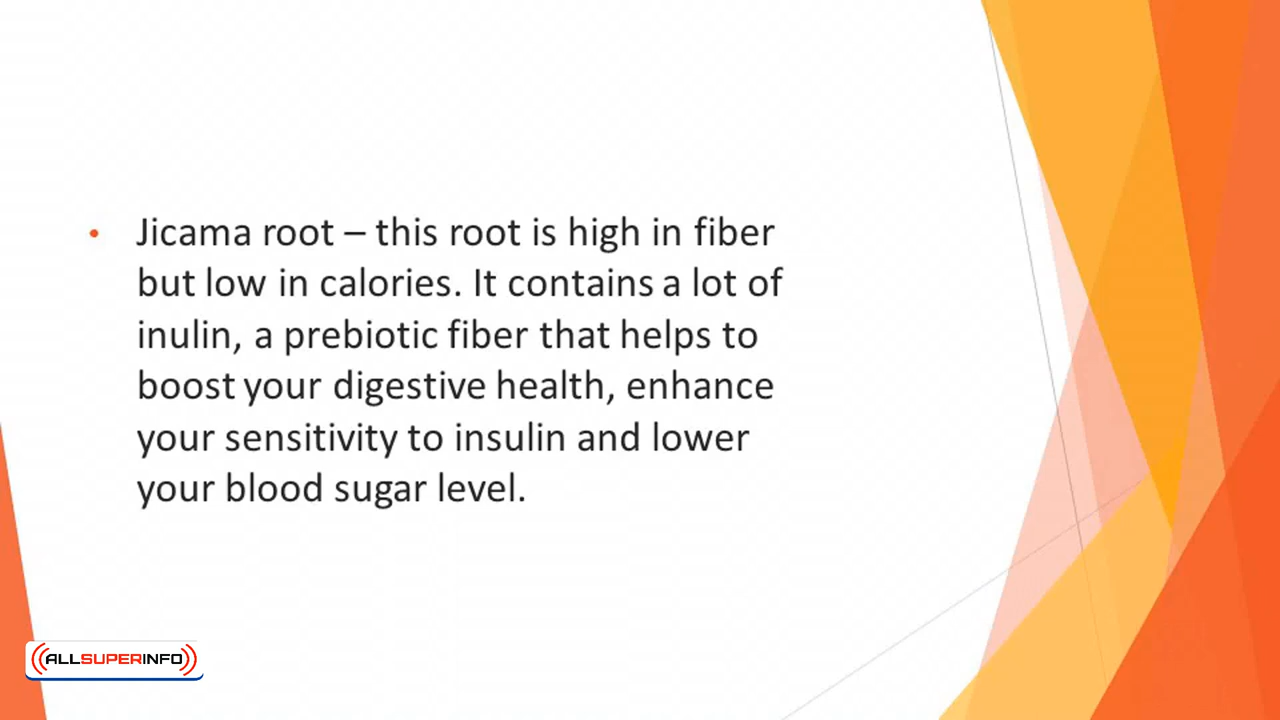 • Jicama root – this root is high in fiber
but low in calories. It contains a lot of
inulin, a prebiotic fiber that helps to
boost your digestive health, enhance
your sensitivity to insulin and lower
your blood sugar level.
ALLSUPERINFO